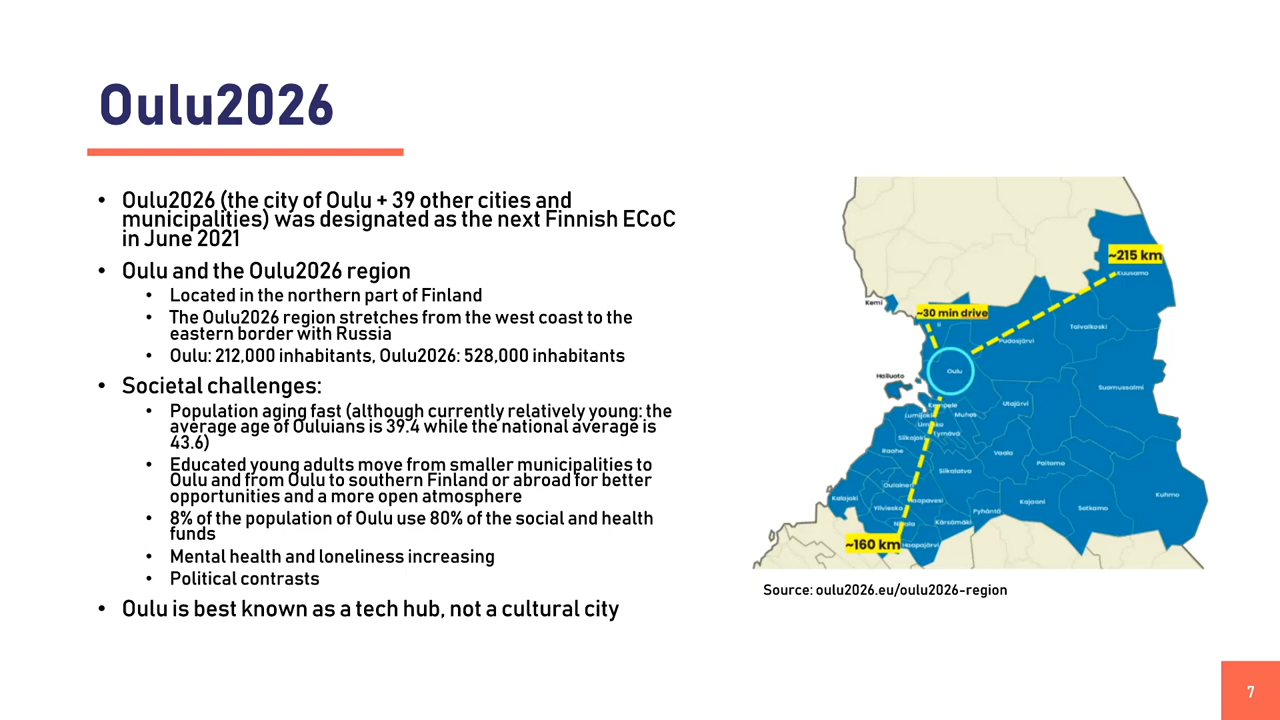 Oulu2026
• Oulu2026 (the city of Oulu + 39 other cities and
municipalities) was designated as the next Finnish ECoC
in June 2021
• Oulu and the Oulu2026 region
• Located in the northern part of Finland
• The Oulu2026 region stretches from the west coast to the
eastern border with Russia
• Oulu: 212,000 inhabitants, Oulu2026: 528,000 inhabitants
• Societal challenges:
• Population aging fast (although currently relatively young: the
average age of Ouluians is 39.4 while the national average is
43.6)
• Educated young adults move from smaller municipalities to
Oulu and from Oulu to southern Finland or abroad for better
opportunities and a more open atmosphere
• 8% of the population of Oulu use 80% of the social and health
funds
• Mental health and loneliness increasing
• Political contrasts
• Oulu is best known as a tech hub, not a cultural city
~215 km
Kuusamo
Kemi
~30 min drive
Ii
Taivalkoski
Pudasjärvi
Hailuoto
Oulu
Suomussalmi
Kempele
Utajärvi
Lumijoki
Muhos
Liminka
Tyrnävä
Siikajoki
Raahe
Vaala
Paltamo
Siikalatva
Oulainen
Kalajoki
Haapavesi
Kajaani
Kuhmo
Ylivieska
Pyhäntä
Sotkamo
Nivala
Kärsämäki
~160 km
Haapajärvi
Source: oulu2026.eu/oulu2026-region
7